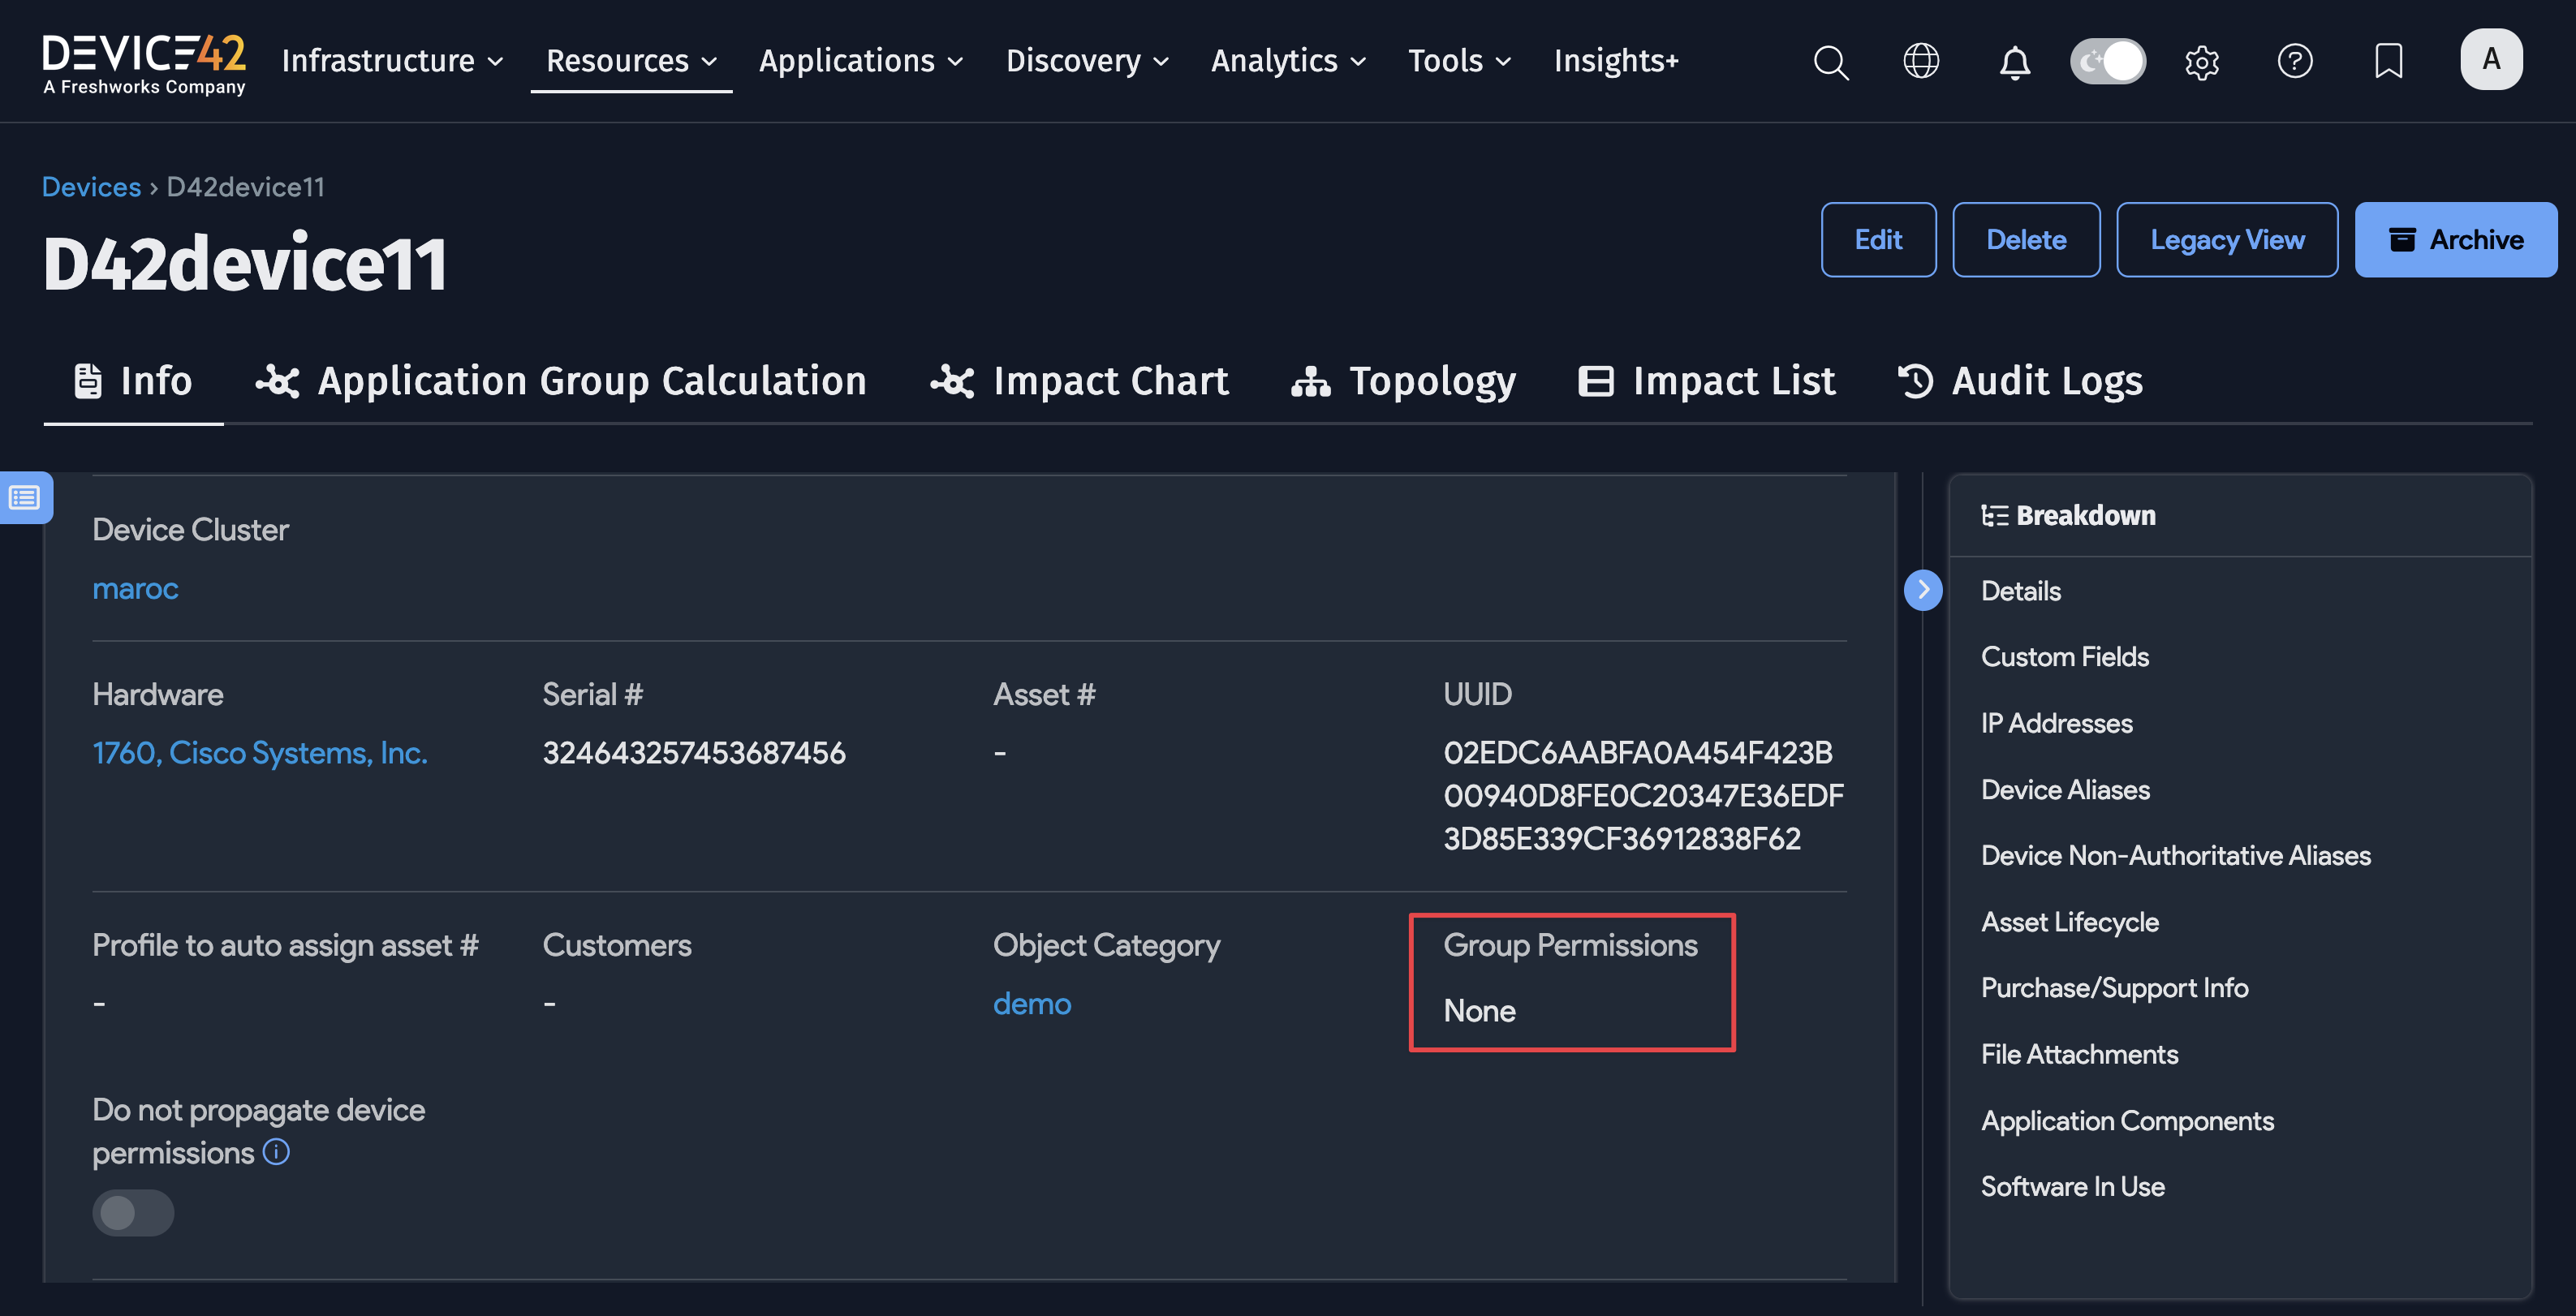 DEVICE42
A Freshworks Company
Infrastructure Resources Applications Discovery Analytics Tools Insights+
A
Devices › D42device11
D42device11
Edit Delete Legacy View Archive
Info Application Group Calculation Impact Chart Topology Impact List Audit Logs
Device Cluster
maroc
Hardware Serial # Asset # UUID
1760, Cisco Systems, Inc. 324643257453687456 - 02EDC6AABFA0A454F423B
00940D8FE0C20347E36EDF
3D85E339CF36912838F62
Profile to auto assign asset # Customers Object Category Group Permissions
- - demo None
Do not propagate device
permissions
Breakdown
Details
Custom Fields
IP Addresses
Device Aliases
Device Non-Authoritative Aliases
Asset Lifecycle
Purchase/Support Info
File Attachments
Application Components
Software In Use